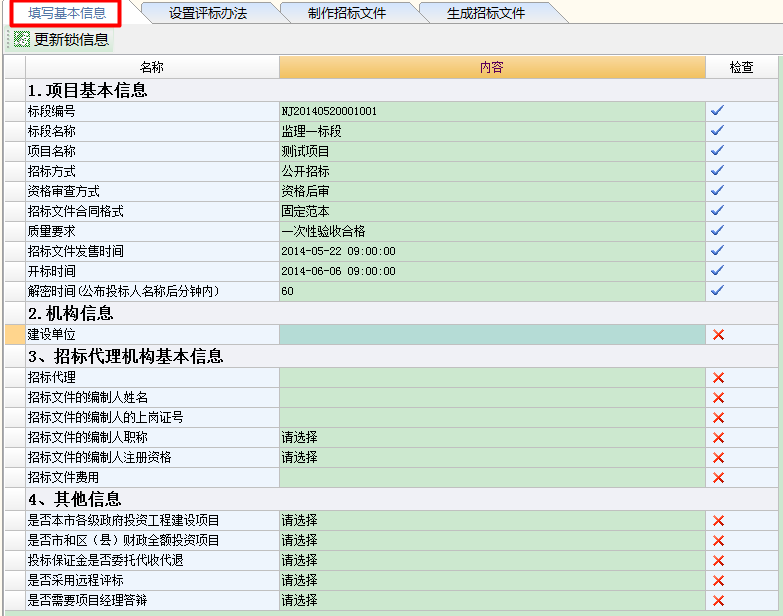 填写基本信息 设置评标办法 制作招标文件 生成招标文件
更新锁信息
名称 内容 检查
1.项目基本信息
标段编号 NJ20140520001001
标段名称 监理一标段
项目名称 测试项目
招标方式 公开招标
资格审查方式 资格后审
招标文件合同格式 固定范本
质量要求 一次性验收合格
招标文件发售时间 2014-05-22 09:00:00
开标时间 2014-06-06 09:00:00
解密时间(公布投标人名称后分钟内) 60
2.机构信息
建设单位
3、招标代理机构基本信息
招标代理
招标文件的编制人姓名
招标文件的编制人的上岗证号
招标文件的编制人职称 请选择
招标文件的编制人注册资格 请选择
招标文件费用
4、其他信息
是否本市各级政府投资工程建设项目 请选择
是否市和区（县）财政全额投资项目 请选择
投标保证金是否委托代收代退 请选择
是否采用远程评标 请选择
是否需要项目经理答辩 请选择